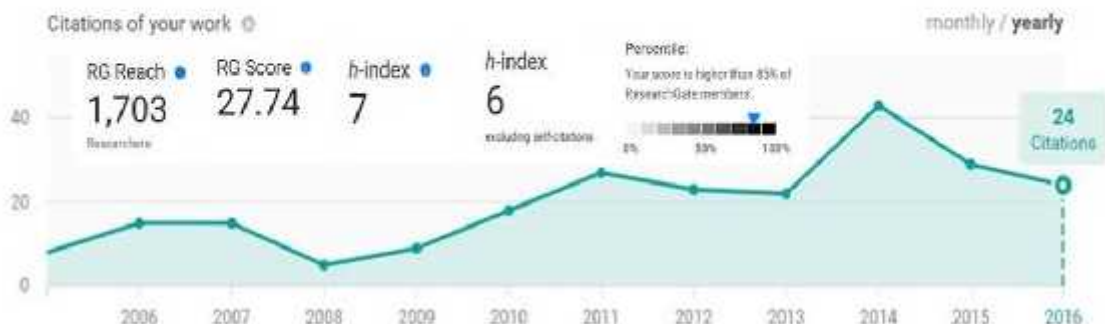 Citations of your work
monthly / yearly
RG Reach
1,703
Researchers
RG Score
27.74
h-index
7
h-index
6
excluding self-citations
Percentile:
Your score is higher than 85% of
ResearchGate members'.
0% 50% 100%
24
Citations
40
20
0
2006 2007 2008 2009 2010 2011 2012 2013 2014 2015 2016